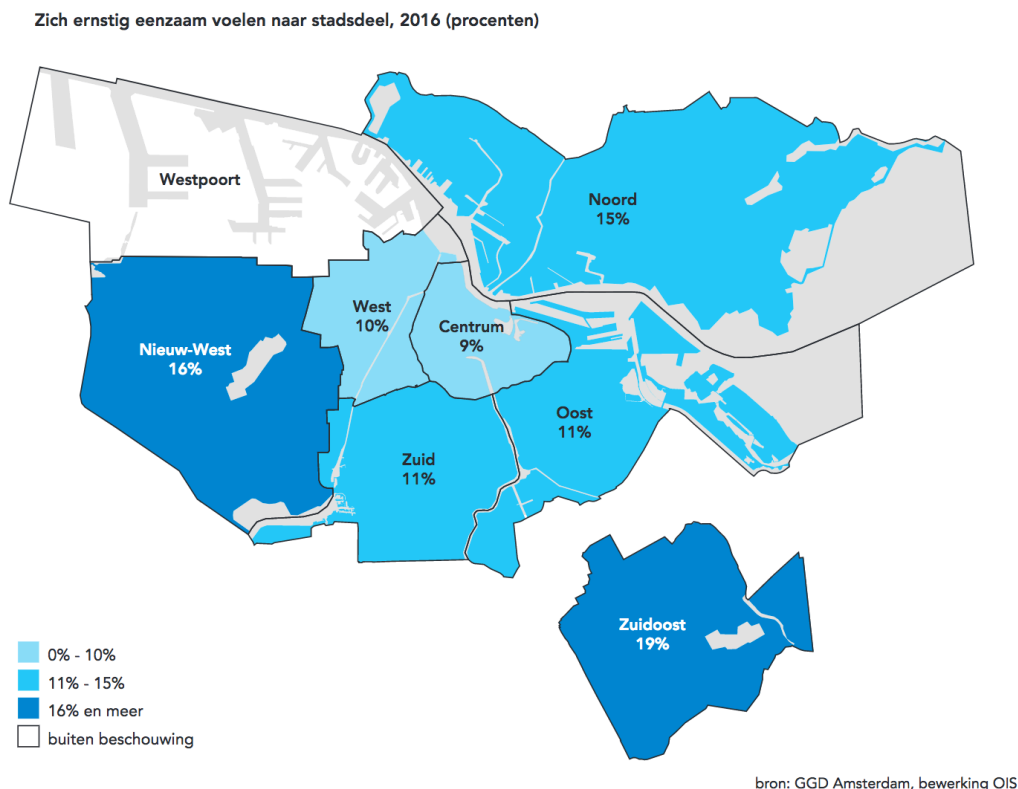 Zich ernstig eenzaam voelen naar stadsdeel, 2016 (procenten)
Westpoort
Noord
15%
West
10%
Centrum
9%
Nieuw-West
16%
Oost
11%
Zuid
11%
Zuidoost
19%
0% - 10%
11% - 15%
16% en meer
buiten beschouwing
bron: GGD Amsterdam, bewerking OIS